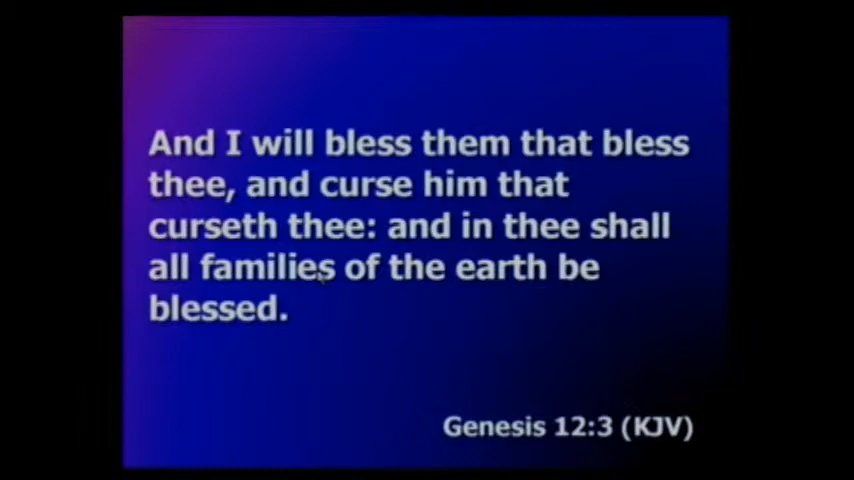 And I will bless them that bless
thee, and curse him that
curseth thee: and in thee shall
all families of the earth be
blessed.
Genesis 12:3 (KJV)